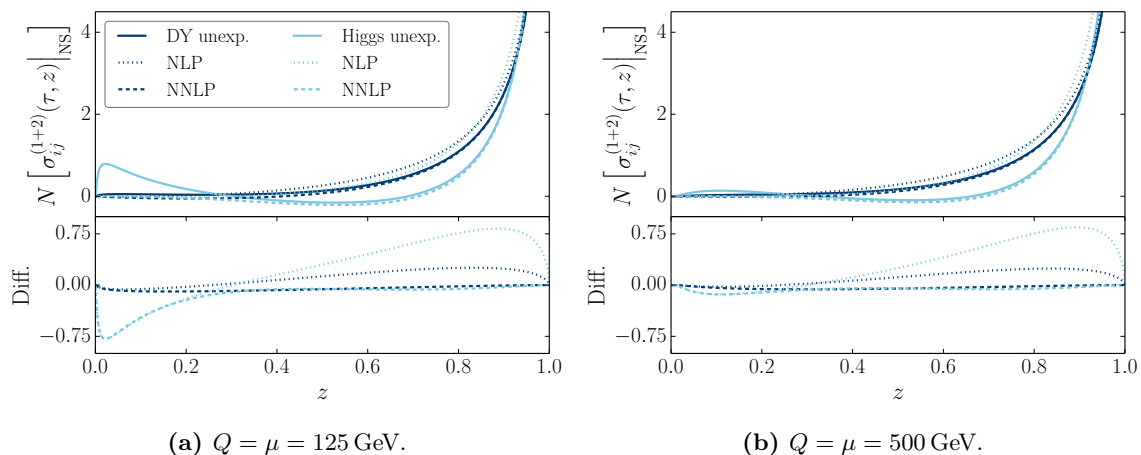 N [σ_{ij}^{(1+2)}(τ, z)|_{NS}]
4
2
0
DY unexp.
NLP
NNLP
Higgs unexp.
NLP
NNLP
Diff.
0.75
0.00
−0.75
0.0 0.2 0.4 0.6 0.8 1.0
z
(a) Q = μ = 125 GeV.
N [σ_{ij}^{(1+2)}(τ, z)|_{NS}]
4
2
0
Diff.
0.75
0.00
−0.75
0.0 0.2 0.4 0.6 0.8 1.0
z
(b) Q = μ = 500 GeV.